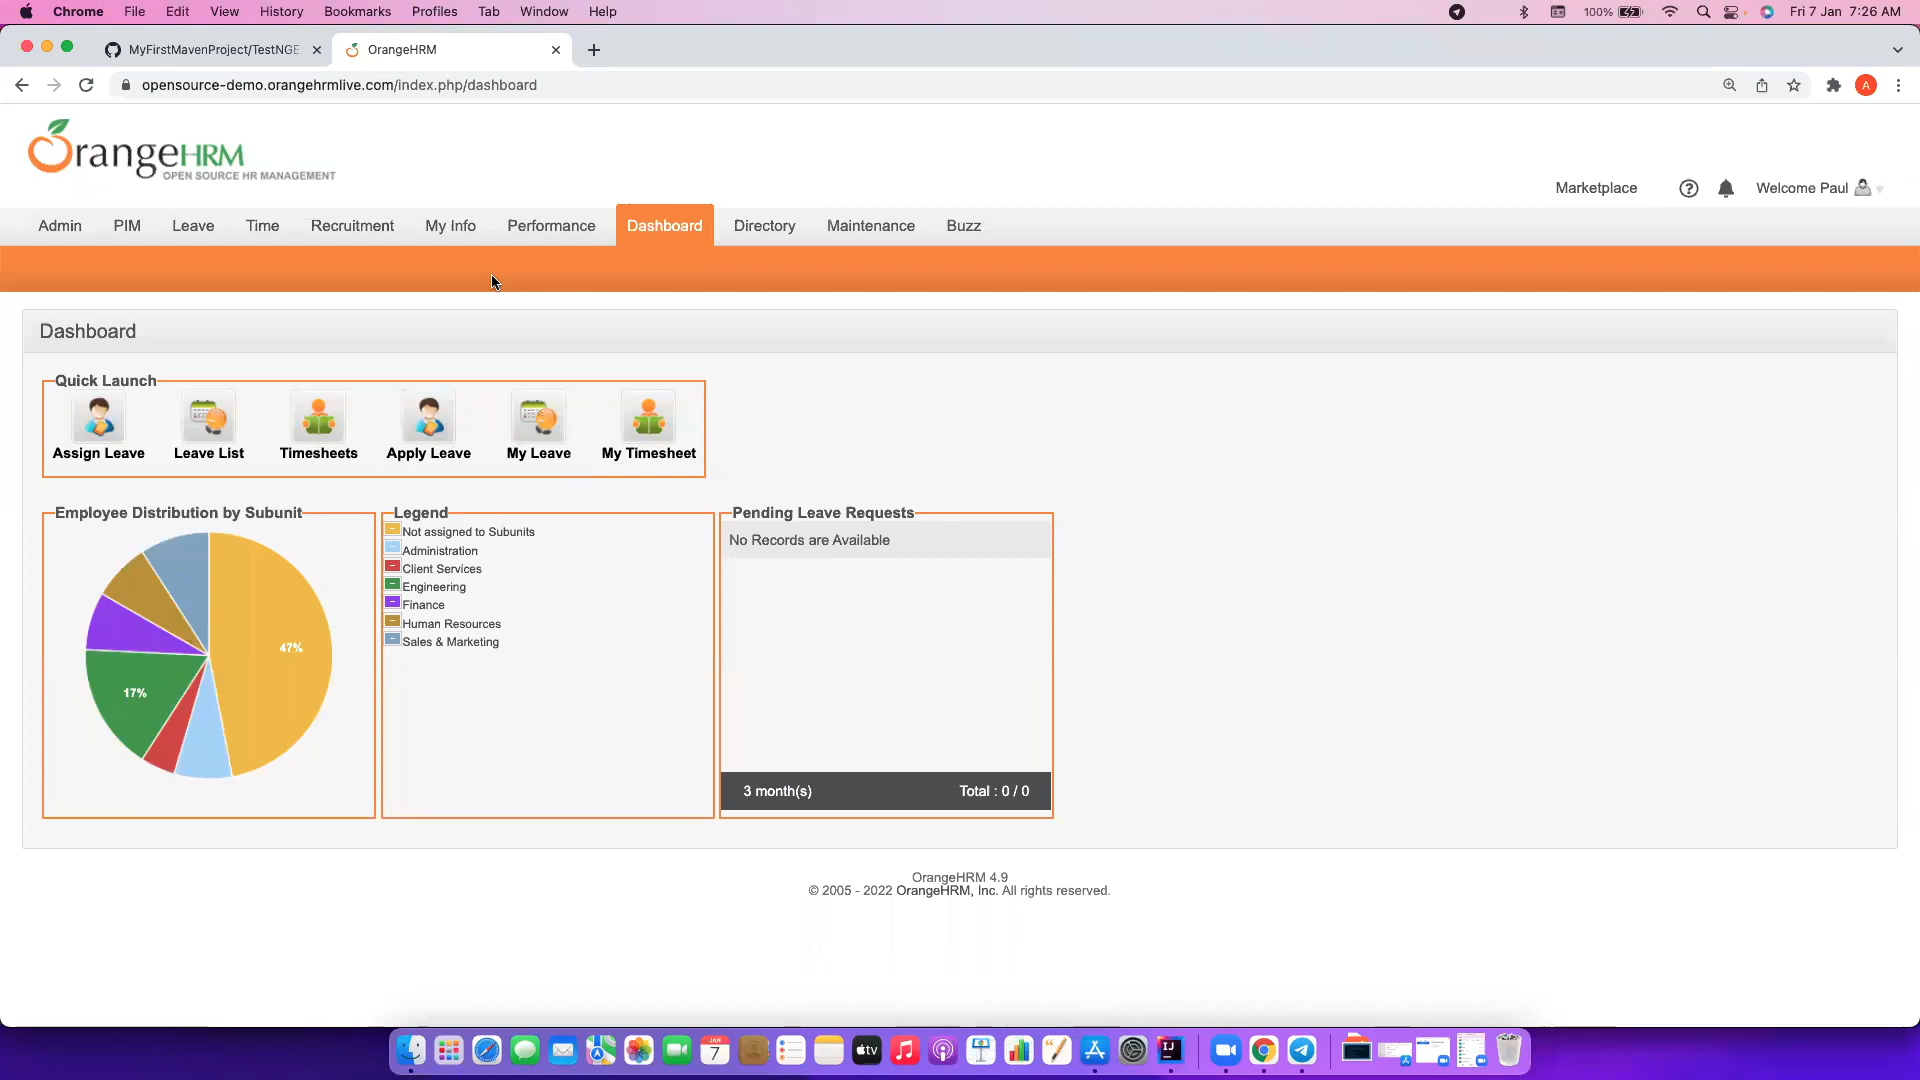 Chrome File Edit View History Bookmarks Profiles Tab Window Help 100% Fri 7 Jan 7:26 AM
MyFirstMavenProject/TestNGE OrangeHRM
opensource-demo.orangehrmlive.com/index.php/dashboard A
OrangeHRM
OPEN SOURCE HR MANAGEMENT
Marketplace Welcome Paul
Admin PIM Leave Time Recruitment My Info Performance Dashboard Directory Maintenance Buzz
Dashboard
Quick Launch
Assign Leave Leave List Timesheets Apply Leave My Leave My Timesheet
Employee Distribution by Subunit
47%
17%
Legend
Not assigned to Subunits
Administration
Client Services
Engineering
Finance
Human Resources
Sales & Marketing
Pending Leave Requests
No Records are Available
3 month(s) Total : 0 / 0
OrangeHRM 4.9
© 2005 - 2022 OrangeHRM, Inc. All rights reserved.
JAN
7
tv
IJ